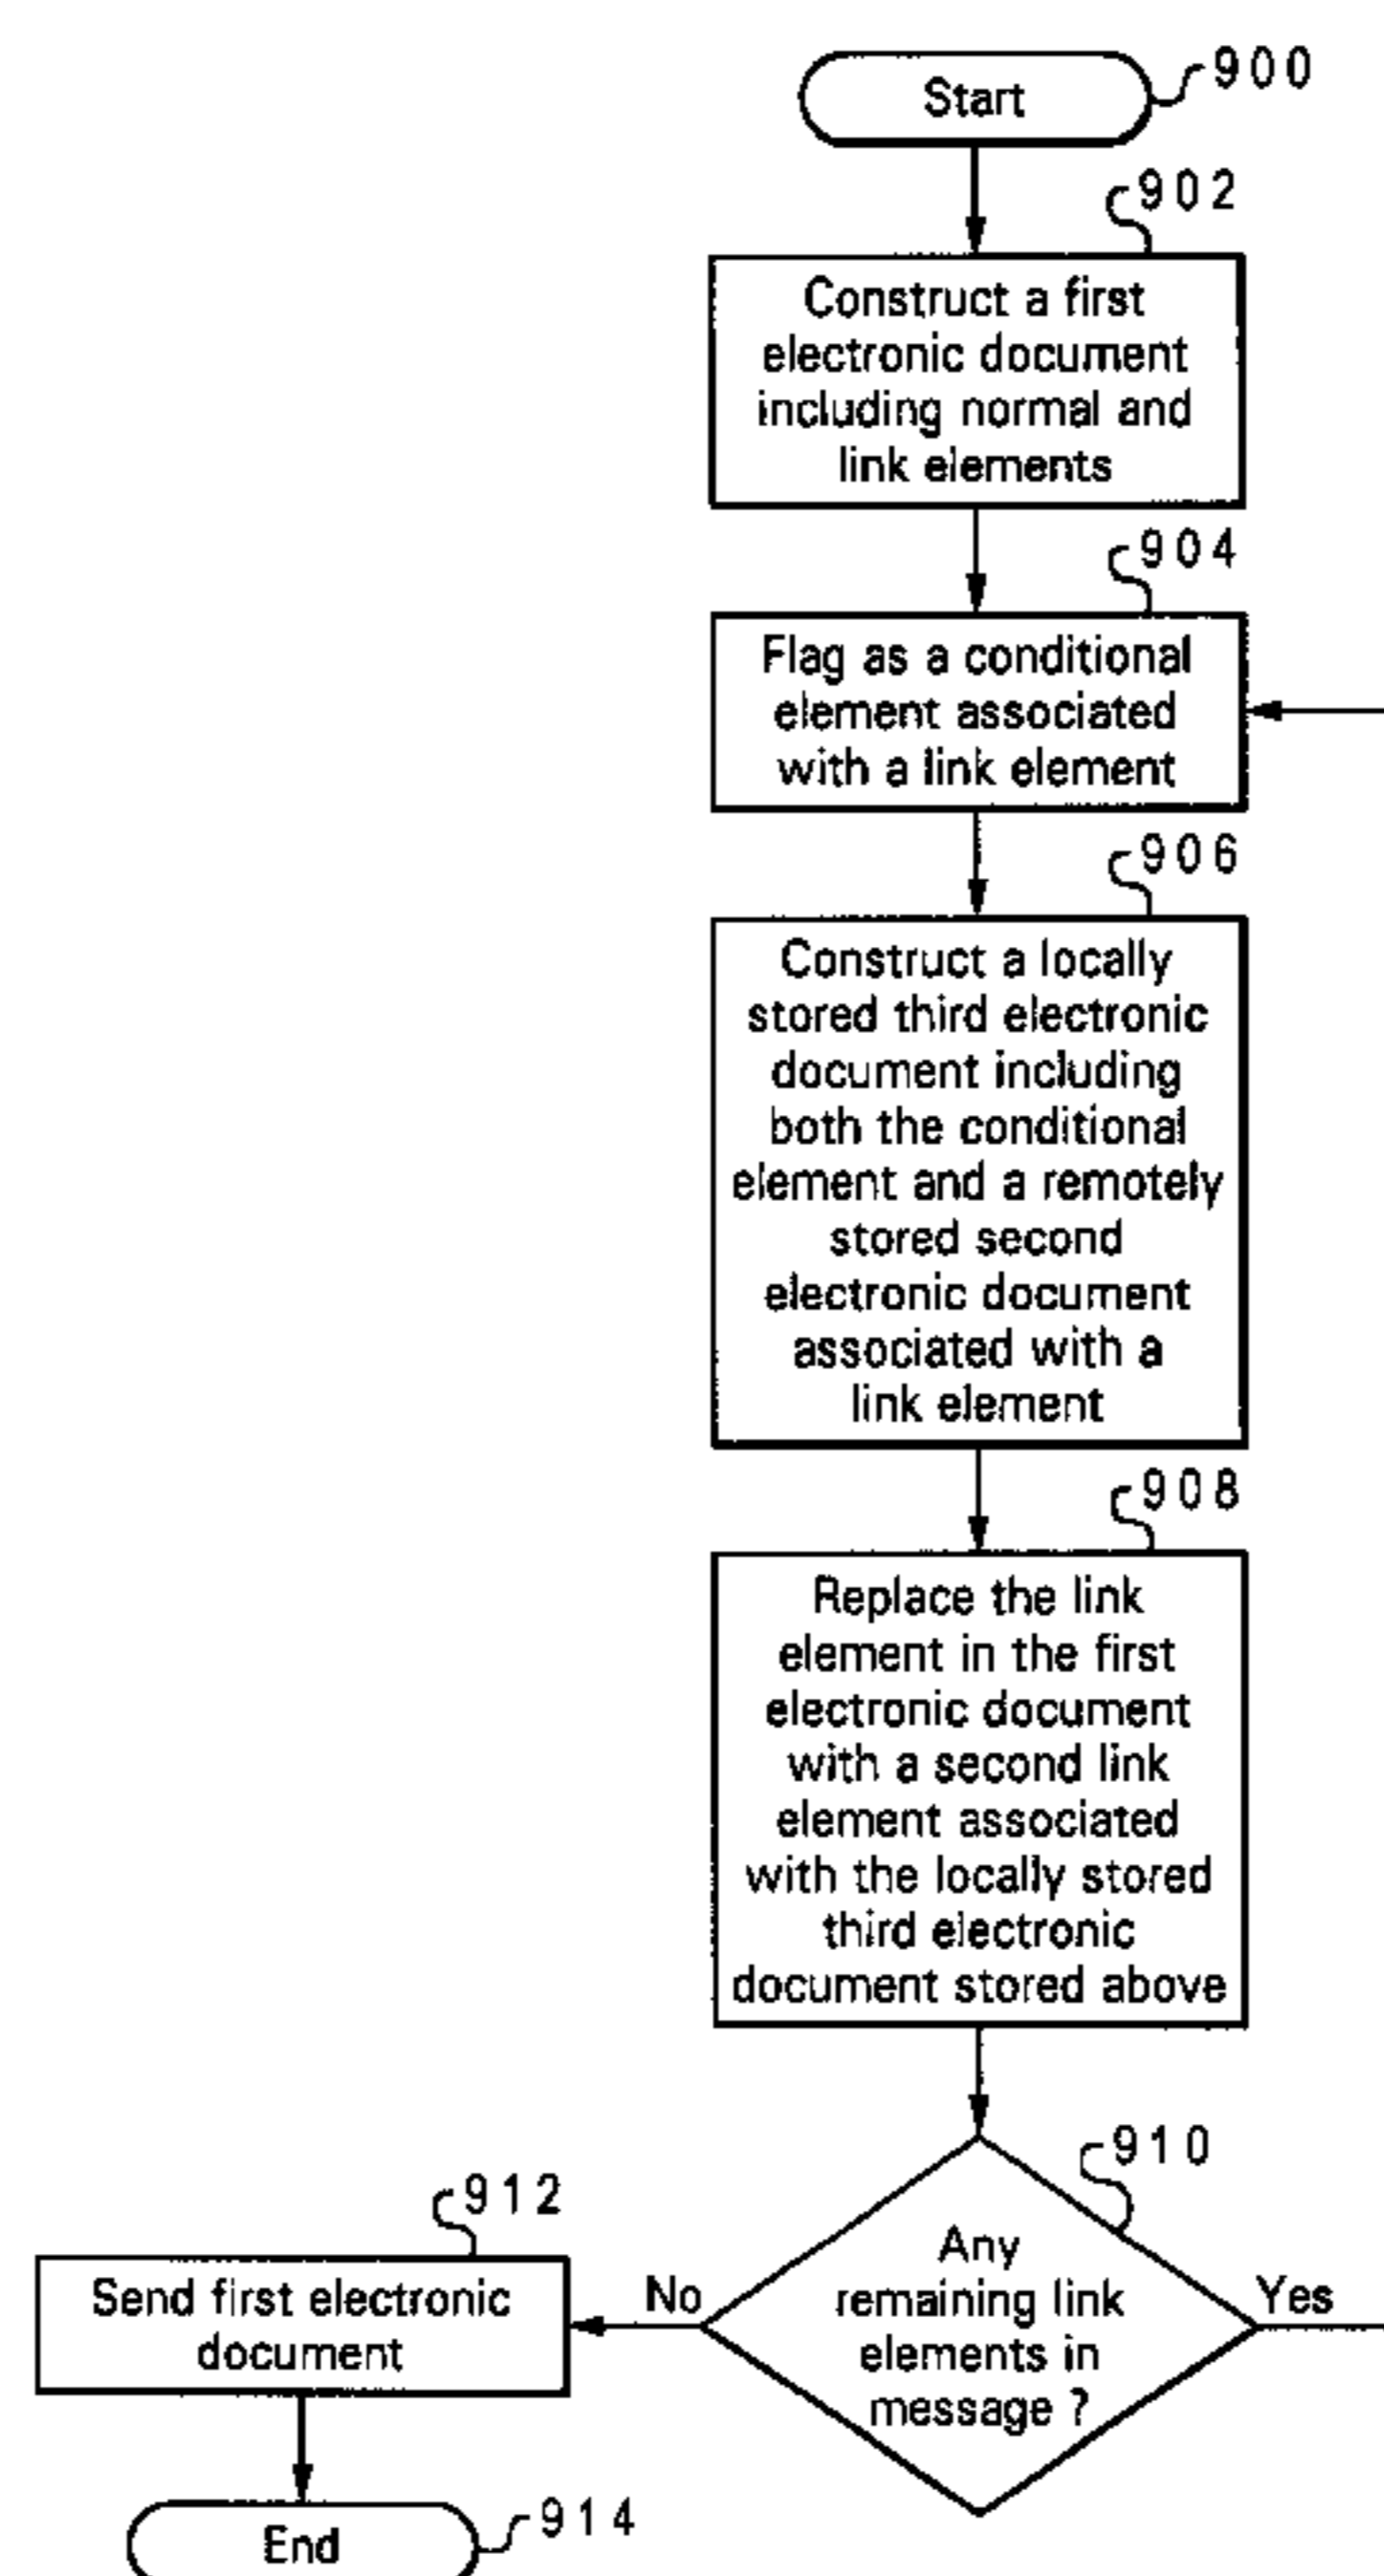 Start
900
902
Construct a first
electronic document
including normal and
link elements
904
Flag as a conditional
element associated
with a link element
906
Construct a locally
stored third electronic
document including
both the conditional
element and a remotely
stored second
electronic document
associated with a
link element
908
Replace the link
element in the first
electronic document
with a second link
element associated
with the locally stored
third electronic
document stored above
910
Any
remaining link
elements in
message ?
Yes
No
912
Send first electronic
document
End
914